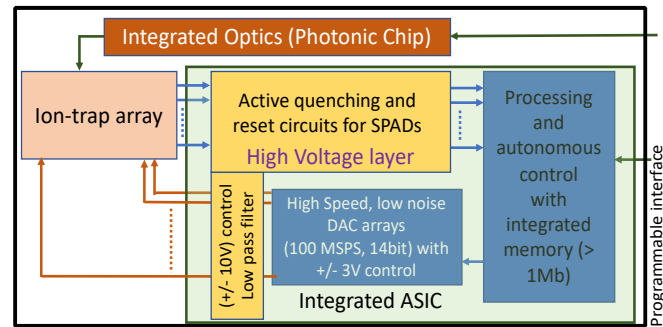 Integrated Optics (Photonic Chip)
Ion-trap array
Active quenching and
reset circuits for SPADs
High Voltage layer
Processing
and
autonomous
control
with
integrated
memory (>
1Mb)
(+/- 10V) control
Low pass filter
High Speed, low noise
DAC arrays
(100 MSPS, 14bit) with
+/- 3V control
Integrated ASIC
Programmable interface